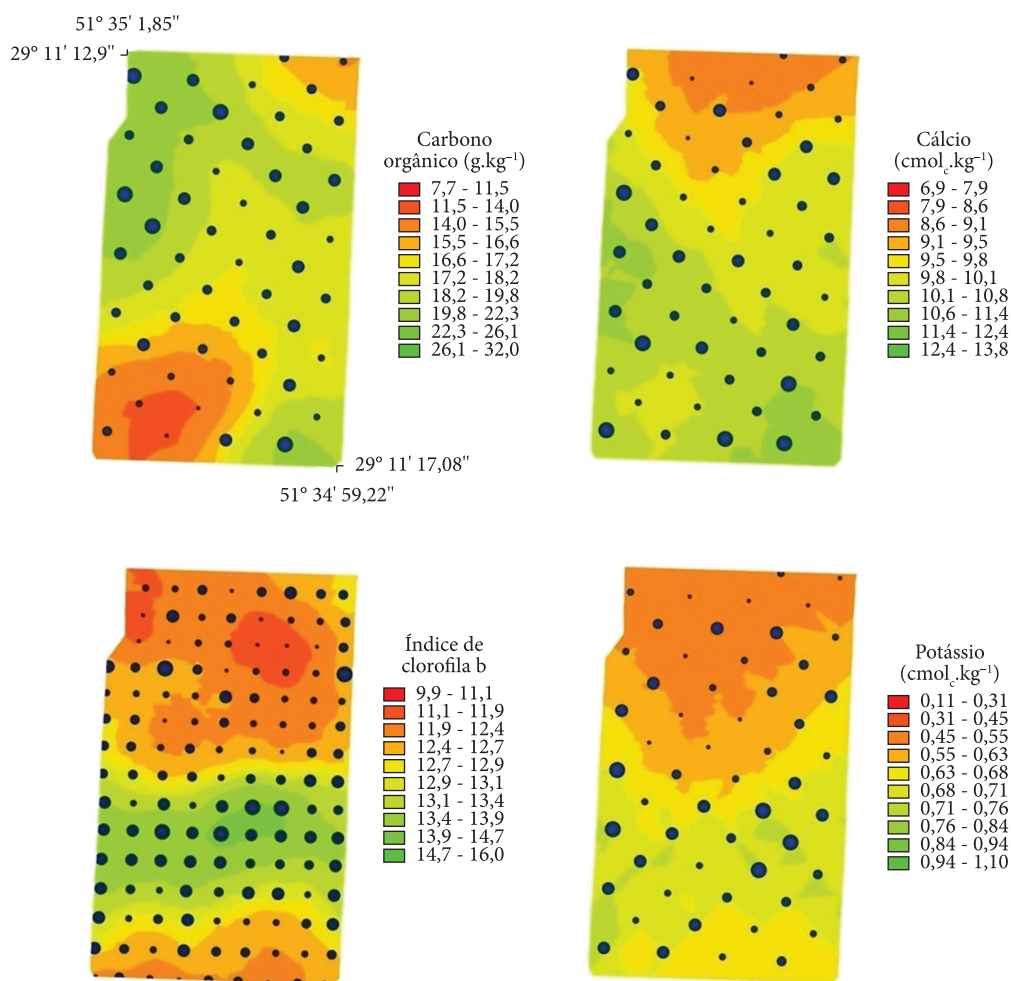 51° 35' 1,85"
29° 11' 12,9"
Carbono
orgânico (g.kg⁻¹)
7,7 - 11,5
11,5 - 14,0
14,0 - 15,5
15,5 - 16,6
16,6 - 17,2
17,2 - 18,2
18,2 - 19,8
19,8 - 22,3
22,3 - 26,1
26,1 - 32,0
29° 11' 17,08"
51° 34' 59,22"
Cálcio
(cmolc.kg⁻¹)
6,9 - 7,9
7,9 - 8,6
8,6 - 9,1
9,1 - 9,5
9,5 - 9,8
9,8 - 10,1
10,1 - 10,8
10,6 - 11,4
11,4 - 12,4
12,4 - 13,8
Índice de
clorofila b
9,9 - 11,1
11,1 - 11,9
11,9 - 12,4
12,4 - 12,7
12,7 - 12,9
12,9 - 13,1
13,1 - 13,4
13,4 - 13,9
13,9 - 14,7
14,7 - 16,0
Potássio
(cmolc.kg⁻¹)
0,11 - 0,31
0,31 - 0,45
0,45 - 0,55
0,55 - 0,63
0,63 - 0,68
0,68 - 0,71
0,71 - 0,76
0,76 - 0,84
0,84 - 0,94
0,94 - 1,10